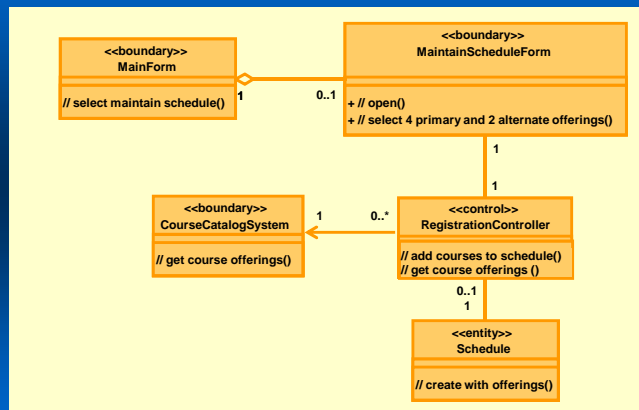 <<boundary>>
MainForm
// select maintain schedule()
1
0..1
<<boundary>>
MaintainScheduleForm
+ // open()
+ // select 4 primary and 2 alternate offerings()
1
1
<<boundary>>
CourseCatalogSystem
// get course offerings()
1
0..*
<<control>>
RegistrationController
// add courses to schedule()
// get course offerings ()
0..1
1
<<entity>>
Schedule
// create with offerings()